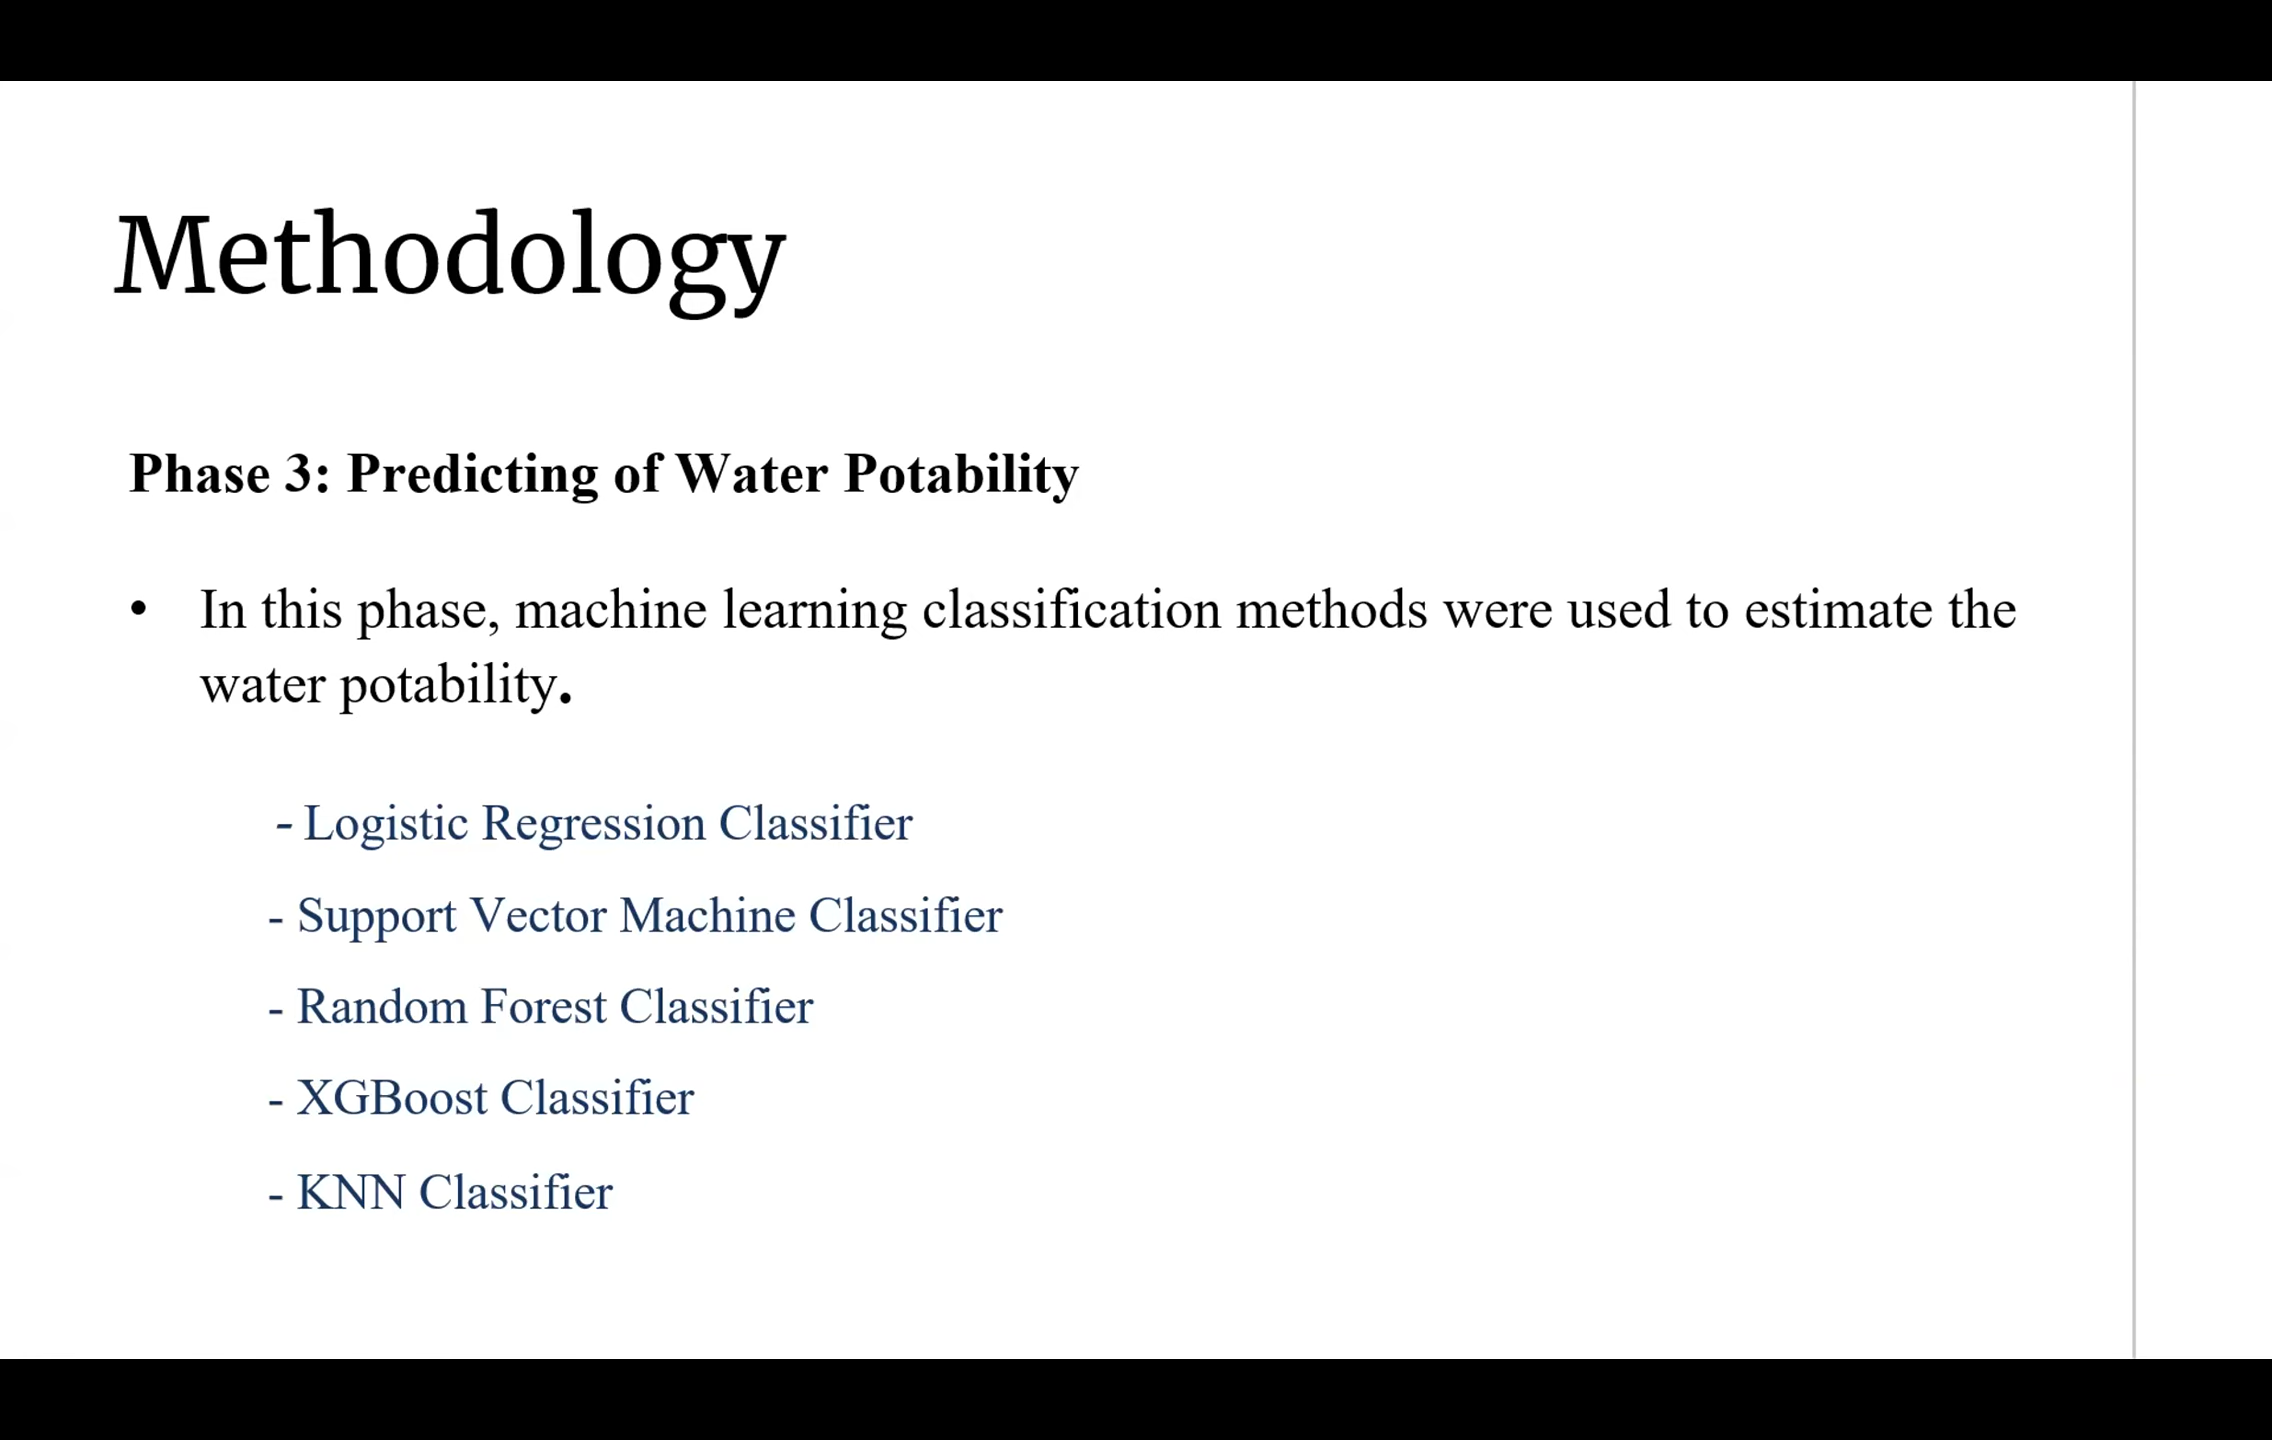 Methodology
Phase 3: Predicting of Water Potability
• In this phase, machine learning classification methods were used to estimate the
water potability.
- Logistic Regression Classifier
- Support Vector Machine Classifier
- Random Forest Classifier
- XGBoost Classifier
- KNN Classifier